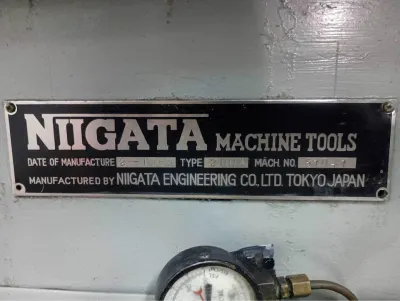 NIIGATA MACHINE TOOLS
DATE OF MANUFACTURE TYPE MACH. NO.
MANUFACTURED BY NIIGATA ENGINEERING CO., LTD. TOKYO JAPAN